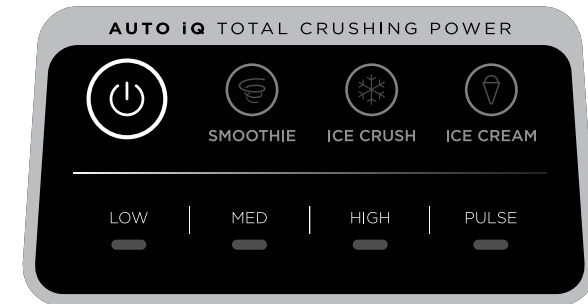 AUTO iQ TOTAL CRUSHING POWER
SMOOTHIE ICE CRUSH ICE CREAM
LOW MED HIGH PULSE